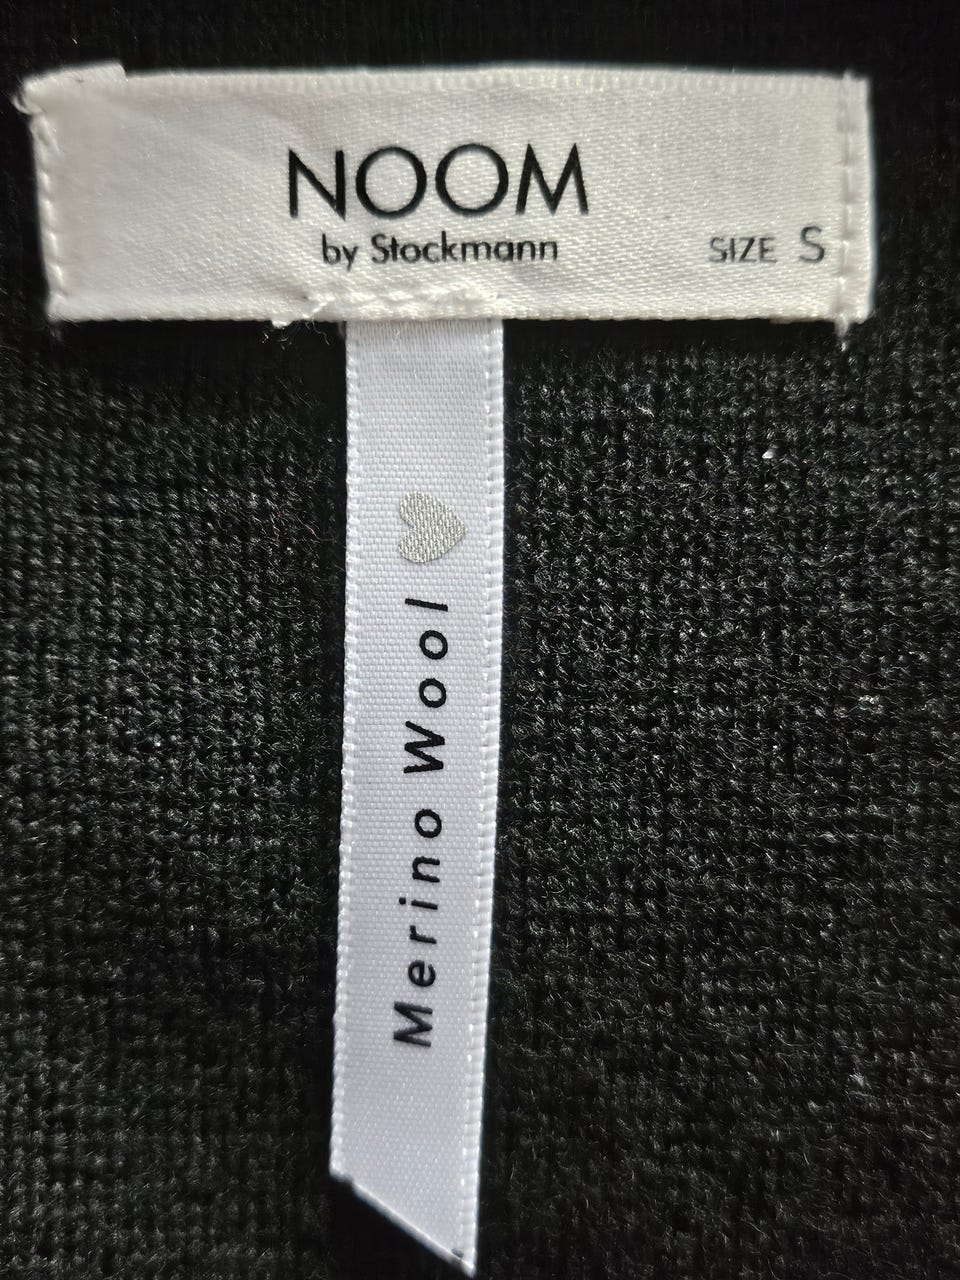 NOOM
by Stockmann
SIZE S
Merino Wool